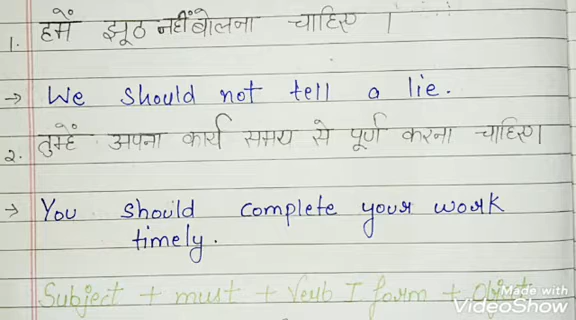 1. हमें झूठ नहीं बोलना चाहिए ।
→ We should not tell a lie.
2. तुम्हें अपना कार्य समय से पूर्ण करना चाहिए।
→ You should complete your work
timely.
Subject + must + Verb I form + Object
Made with
VideoShow